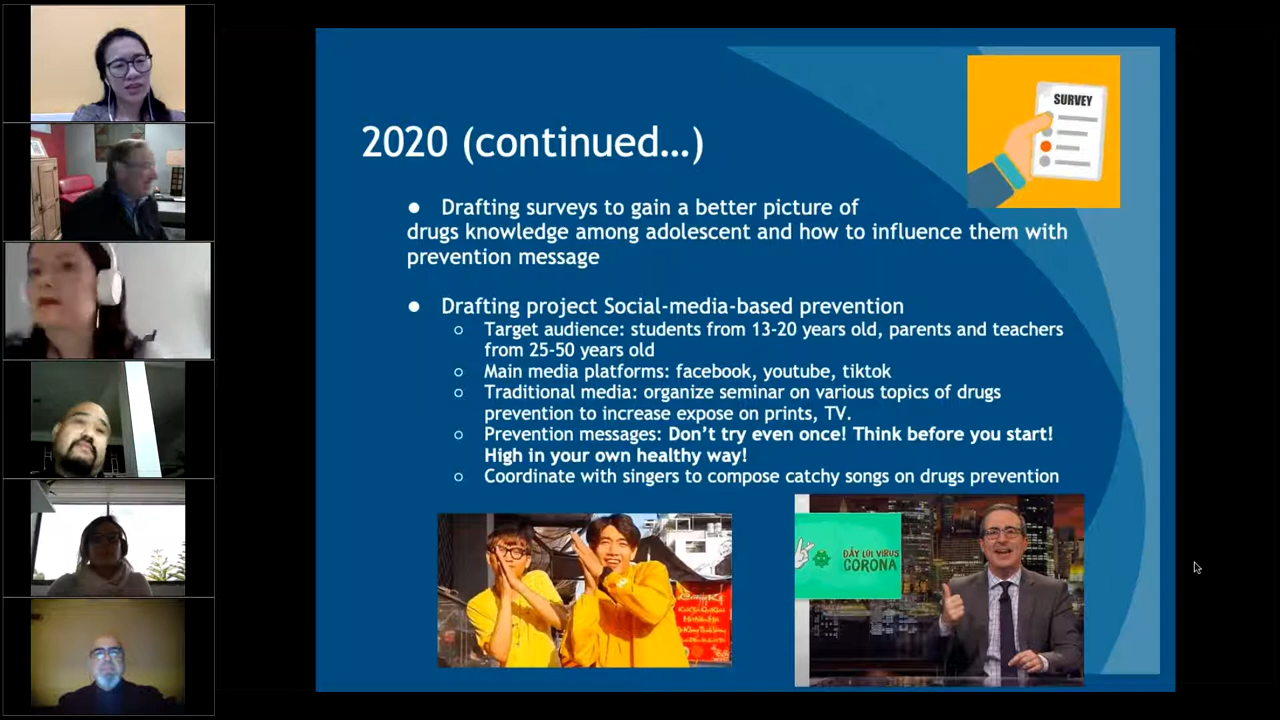 SURVEY
2020 (continued...)
● Drafting surveys to gain a better picture of
drugs knowledge among adolescent and how to influence them with
prevention message
● Drafting project Social-media-based prevention
○ Target audience: students from 13-20 years old, parents and teachers
from 25-50 years old
○ Main media platforms: facebook, youtube, tiktok
○ Traditional media: organize seminar on various topics of drugs
prevention to increase expose on prints, TV.
○ Prevention messages: Don't try even once! Think before you start!
High in your own healthy way!
○ Coordinate with singers to compose catchy songs on drugs prevention
ĐẨY LÙI VIRUS
CORONA